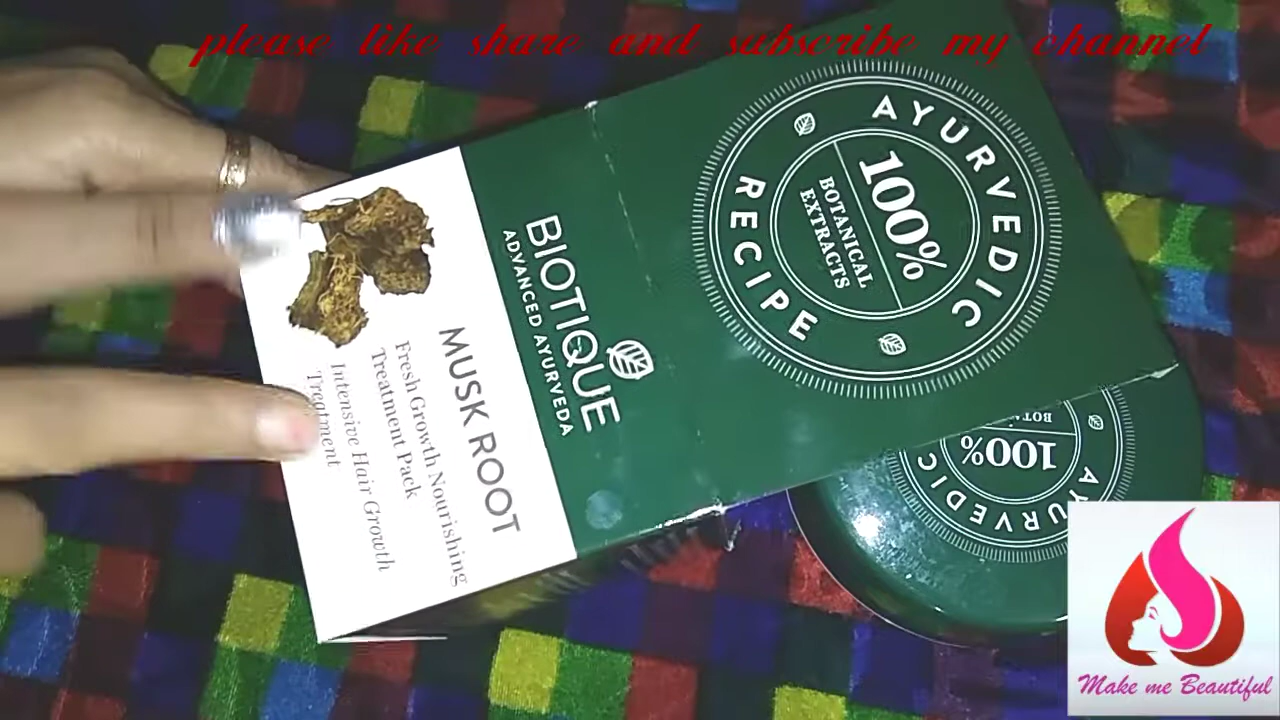 please like share and subscribe my channel
AYURVEDIC
RECIPE
100%
BOTANICAL
EXTRACTS
BIOTIQUE
ADVANCED AYURVEDA
MUSK ROOT
Fresh Growth Nourishing
Treatment Pack
Intensive Hair Growth
Treatment
100%
AYURVEDIC
Make me Beautiful